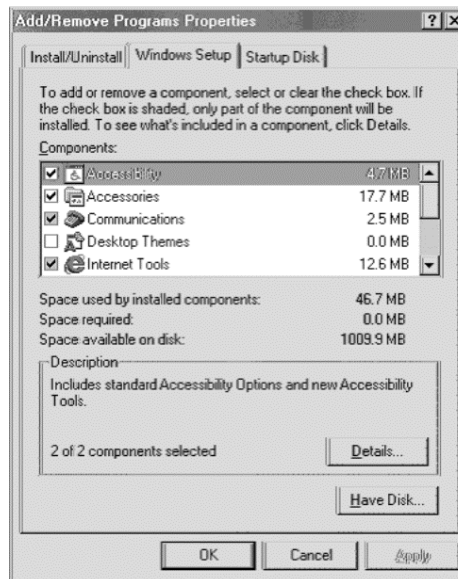 Add/Remove Programs Properties
Install/Uninstall Windows Setup Startup Disk
To add or remove a component, select or clear the check box. If
the check box is shaded, only part of the component will be
installed. To see what's included in a component, click Details.
Components:
Accessibility 4.7 MB
Accessories 17.7 MB
Communications 2.5 MB
Desktop Themes 0.0 MB
Internet Tools 12.6 MB
Space used by installed components: 46.7 MB
Space required: 0.0 MB
Space available on disk: 1009.9 MB
Description
Includes standard Accessibility Options and new Accessibility
Tools.
2 of 2 components selected Details...
Have Disk...
OK Cancel Apply